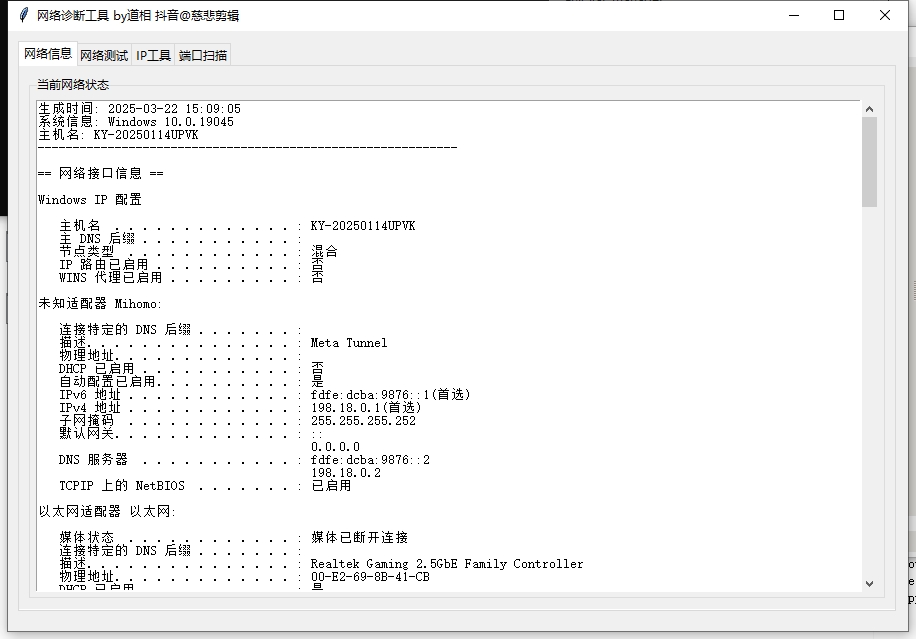 网络诊断工具 by道相 抖音@慈悲剪辑
网络信息 网络测试 IP工具 端口扫描
当前网络状态
生成时间: 2025-03-22 15:09:05
系统信息: Windows 10.0.19045
主机名: KY-20250114UPVK
------------------------------------------------------------
== 网络接口信息 ==
Windows IP 配置
主机名 . . . . . . . . . . . . . : KY-20250114UPVK
主 DNS 后缀 . . . . . . . . . . . :
节点类型 . . . . . . . . . . . . : 混合
IP 路由已启用 . . . . . . . . . . : 否
WINS 代理已启用 . . . . . . . . . : 否
未知适配器 Mihomo:
连接特定的 DNS 后缀 . . . . . . . :
描述. . . . . . . . . . . . . . . : Meta Tunnel
物理地址. . . . . . . . . . . . . :
DHCP 已启用 . . . . . . . . . . . : 否
自动配置已启用. . . . . . . . . . : 是
IPv6 地址 . . . . . . . . . . . . : fdfe:dcba:9876::1(首选)
IPv4 地址 . . . . . . . . . . . . : 198.18.0.1(首选)
子网掩码 . . . . . . . . . . . . : 255.255.255.252
默认网关. . . . . . . . . . . . . : ::
0.0.0.0
DNS 服务器 . . . . . . . . . . . : fdfe:dcba:9876::2
198.18.0.2
TCPIP 上的 NetBIOS . . . . . . . : 已启用
以太网适配器 以太网:
媒体状态 . . . . . . . . . . . . : 媒体已断开连接
连接特定的 DNS 后缀 . . . . . . . :
描述. . . . . . . . . . . . . . . : Realtek Gaming 2.5GbE Family Controller
物理地址. . . . . . . . . . . . . : 00-E2-69-8B-41-CB
DHCP 已启用 . . . . . . . . . . . : 是